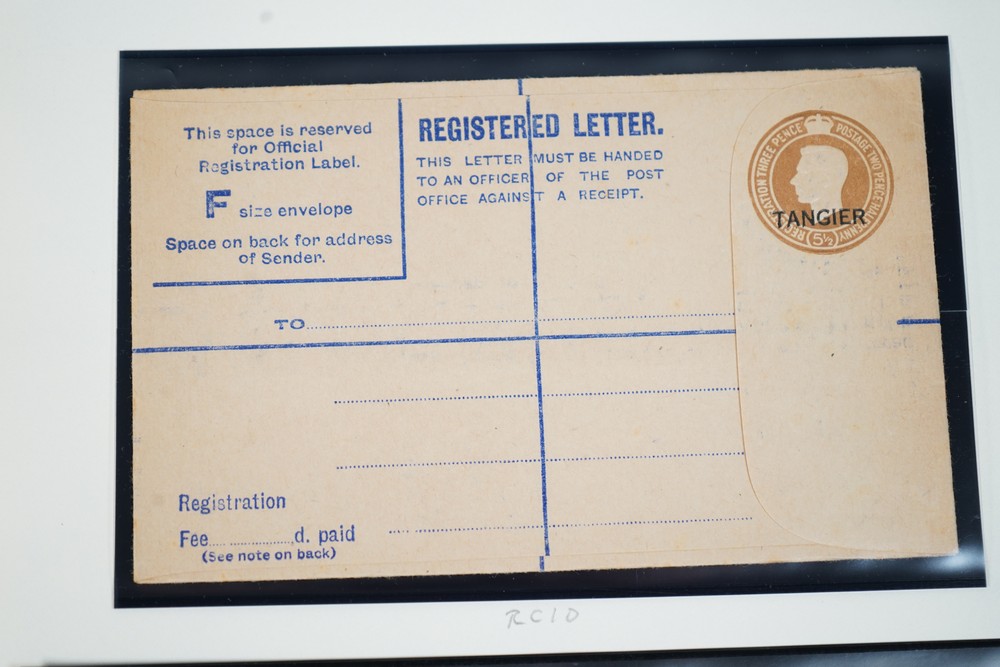 This space is reserved
for Official
Registration Label.
F size envelope
Space on back for address
of Sender.
REGISTERED LETTER.
THIS LETTER MUST BE HANDED
TO AN OFFICER OF THE POST
OFFICE AGAINST A RECEIPT.
REGISTRATION THREE PENCE POSTAGE TWO PENCE HALFPENNY
TANGIER
5½
TO
Registration
Fee d. paid
(See note on back)
RC10